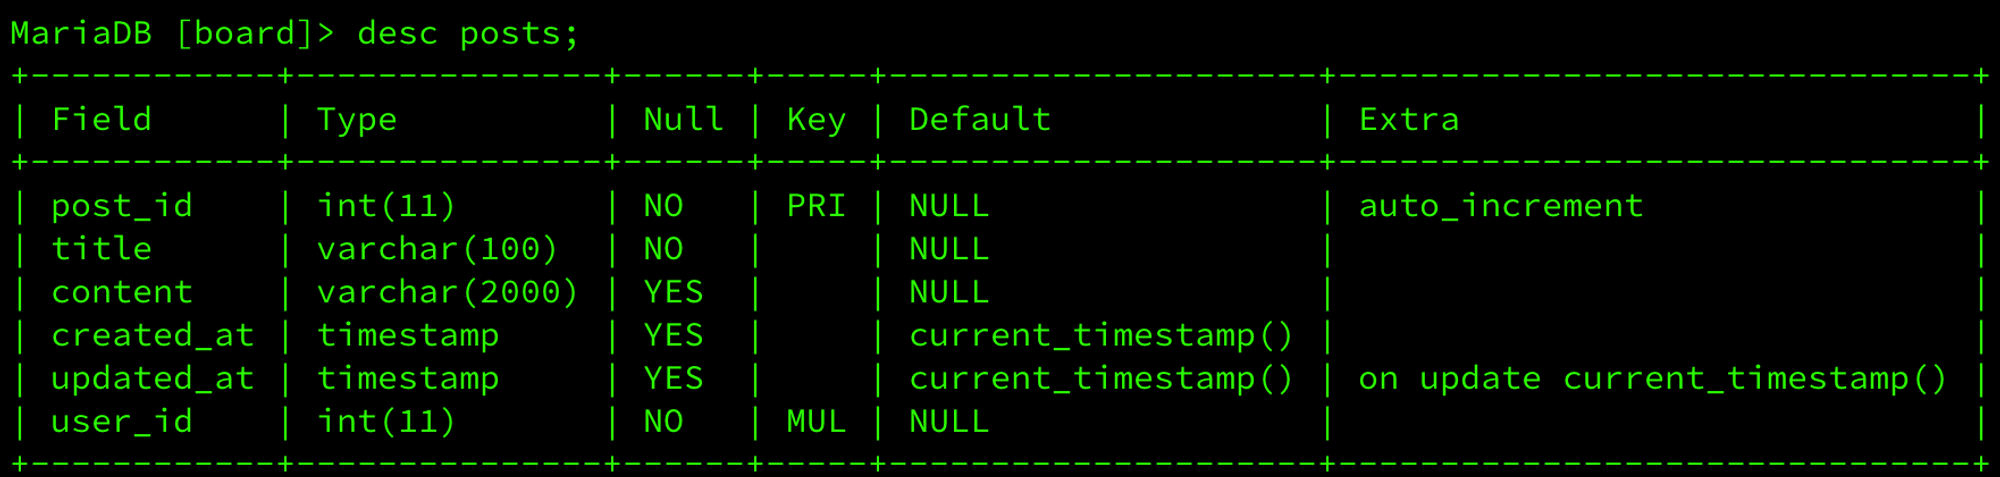 MariaDB [board]> desc posts;
+------------+---------------+------+-----+---------------------+-------------------------------+
| Field      | Type          | Null | Key | Default             | Extra                         |
+------------+---------------+------+-----+---------------------+-------------------------------+
| post_id    | int(11)       | NO   | PRI | NULL                | auto_increment                |
| title      | varchar(100)  | NO   |     | NULL                |                               |
| content    | varchar(2000) | YES  |     | NULL                |                               |
| created_at | timestamp     | YES  |     | current_timestamp() |                               |
| updated_at | timestamp     | YES  |     | current_timestamp() | on update current_timestamp() |
| user_id    | int(11)       | NO   | MUL | NULL                |                               |
+------------+---------------+------+-----+---------------------+-------------------------------+